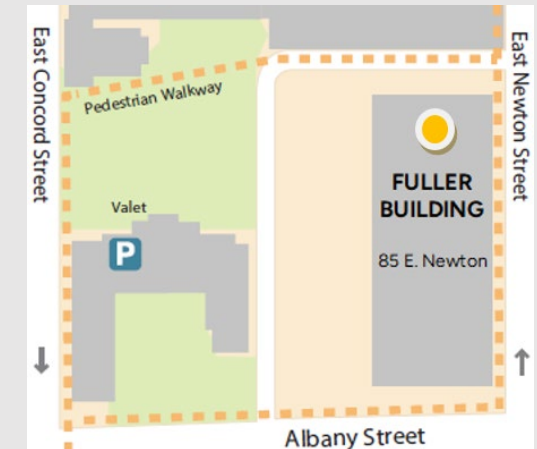 East Concord Street
East Newton Street
Pedestrian Walkway
Valet
P
FULLER
BUILDING
85 E. Newton
Albany Street